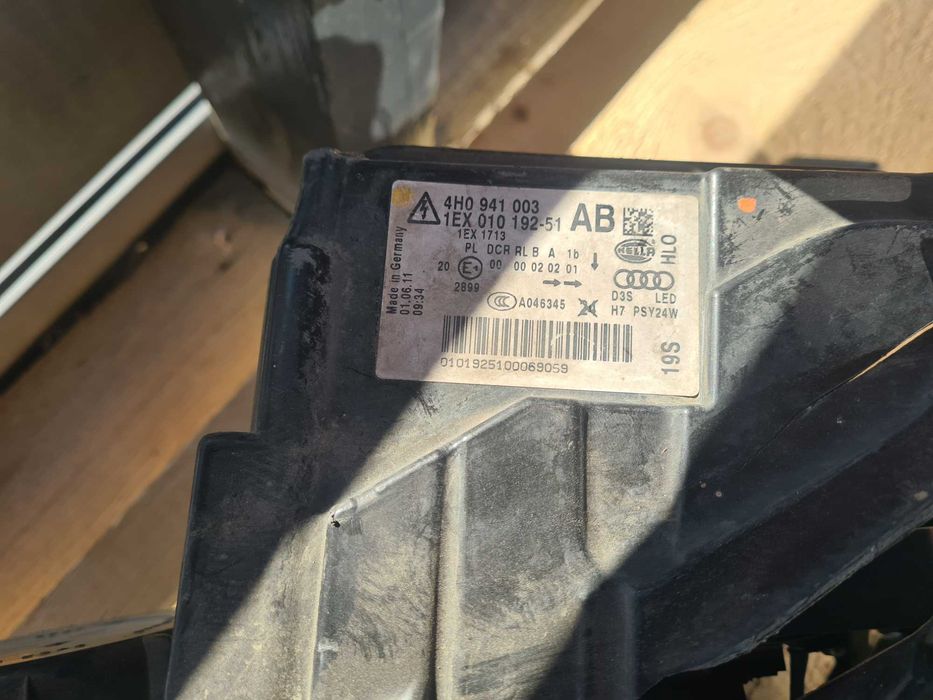 4H0 941 003
1EX 010 192-51 AB
1EX 1713
PL DCR RL B A 1b
HELLA
HLO
20 E1 00 00 02 02 01
2899
CCC A046345 24
D3S LED
H7 PSY24W
Made in Germany
01.06.11
09:34
19S
0101925100069059